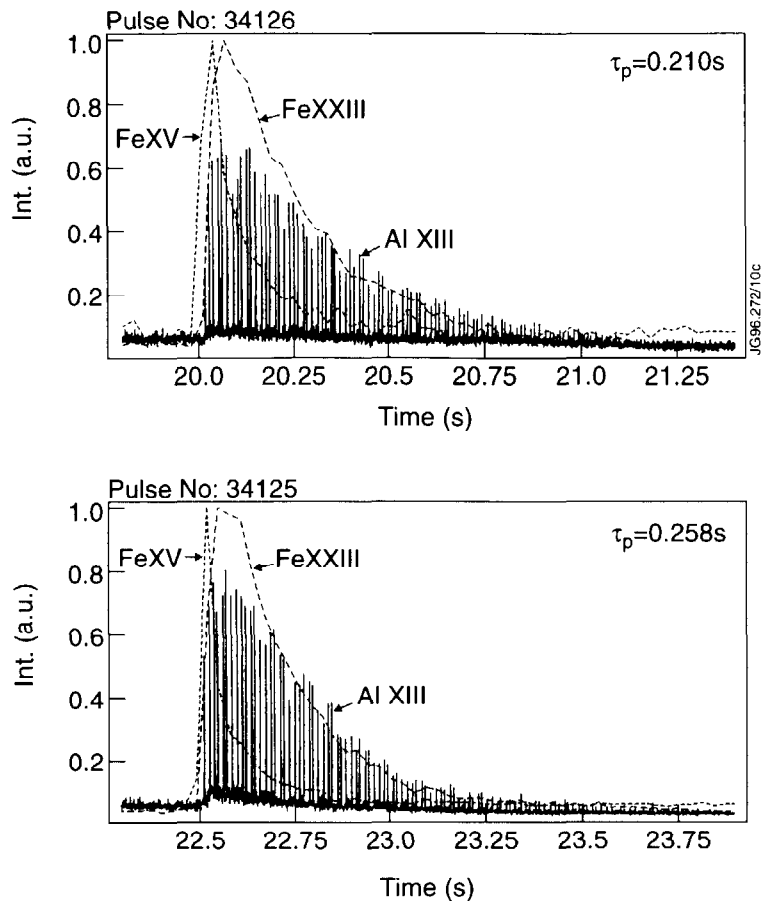 Pulse No: 34126
τp=0.210s
1.0
0.8
0.6
0.4
0.2
Int. (a.u.)
FeXV
FeXXIII
Al XIII
20.0 20.25 20.5 20.75 21.0 21.25
Time (s)
JG96.272/10c
Pulse No: 34125
τp=0.258s
1.0
0.8
0.6
0.4
0.2
Int. (a.u.)
FeXV
FeXXIII
Al XIII
22.5 22.75 23.0 23.25 23.5 23.75
Time (s)